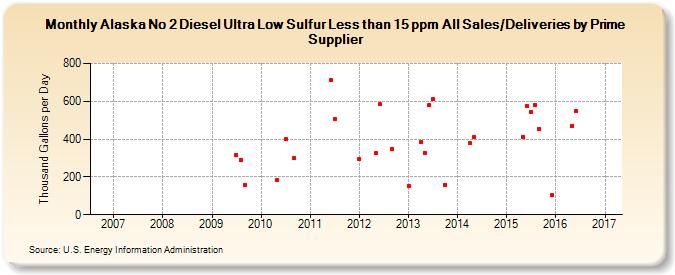 Monthly Alaska No 2 Diesel Ultra Low Sulfur Less than 15 ppm All Sales/Deliveries by Prime
Supplier
Thousand Gallons per Day
800
600
400
200
0
2007 2008 2009 2010 2011 2012 2013 2014 2015 2016 2017
Source: U.S. Energy Information Administration